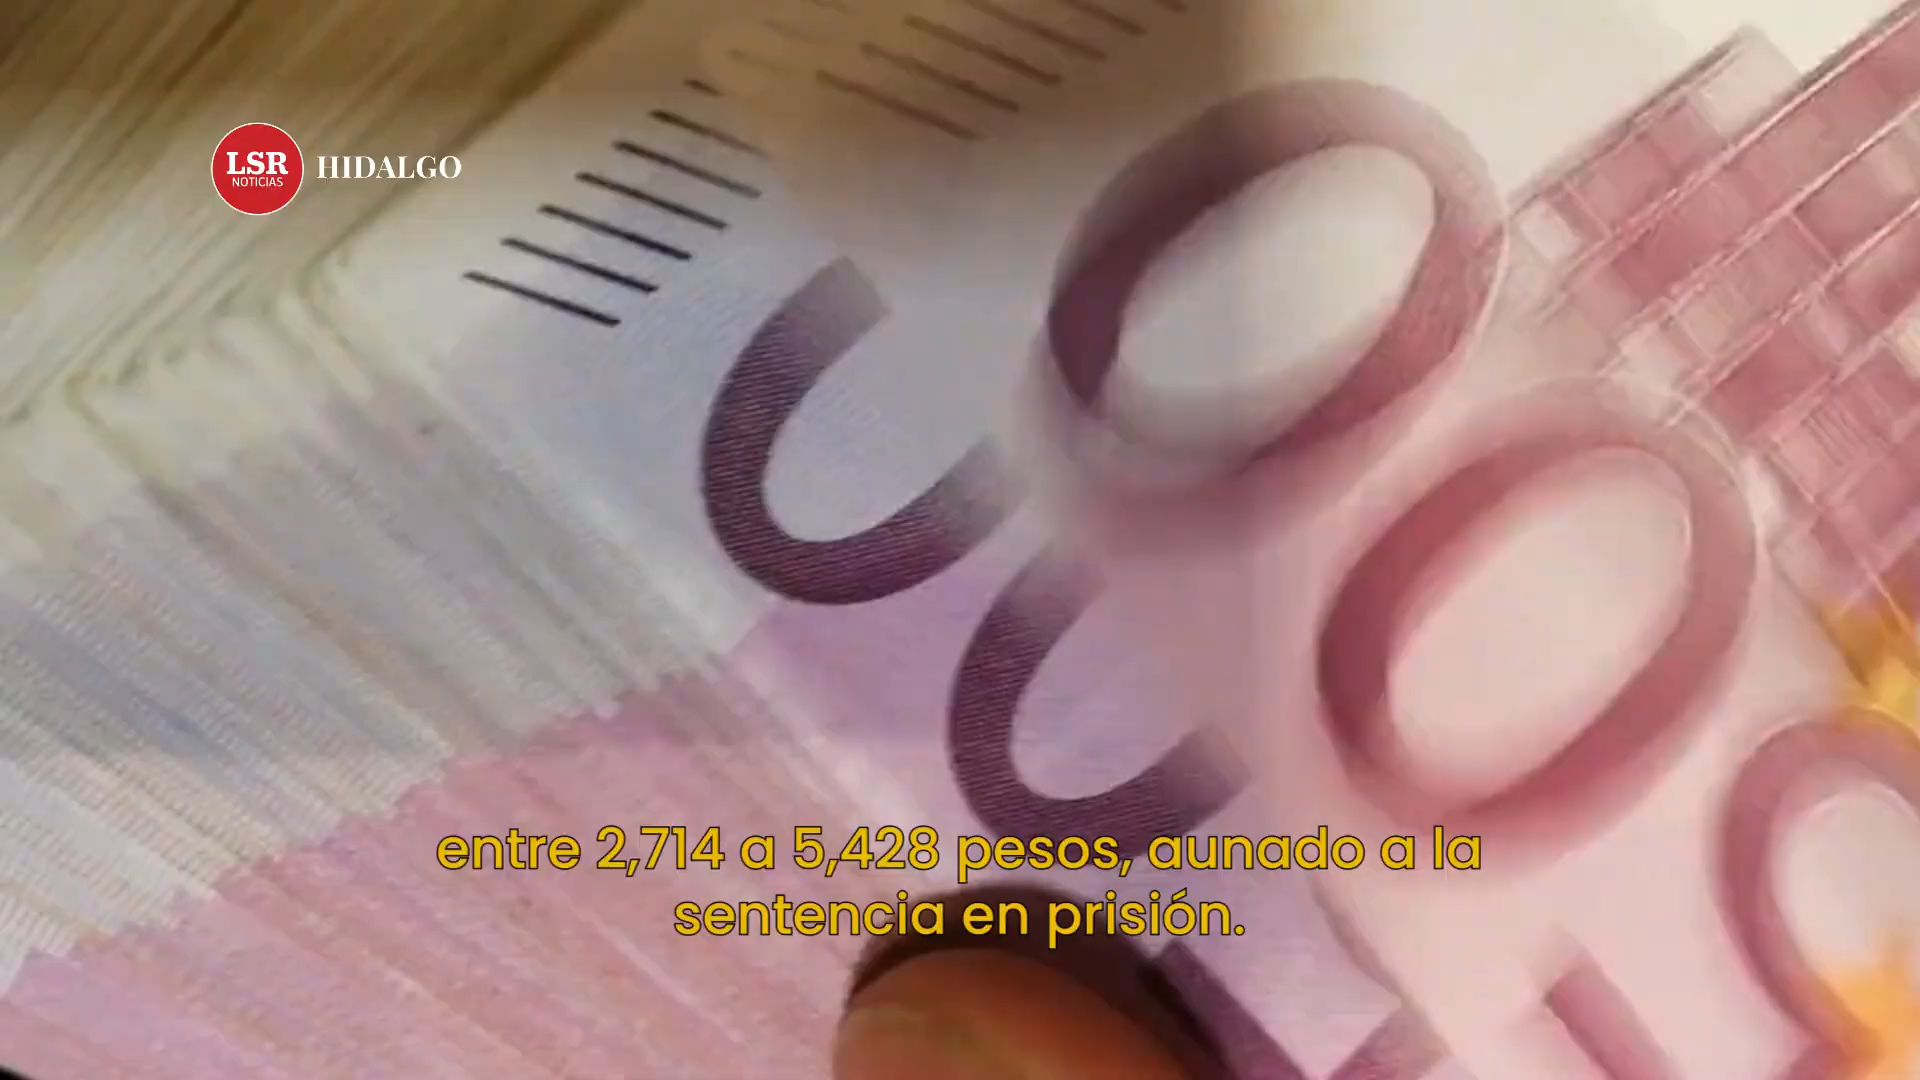 LSR
NOTICIAS
HIDALGO
entre 2,714 a 5,428 pesos, aunado a la
sentencia en prisión.